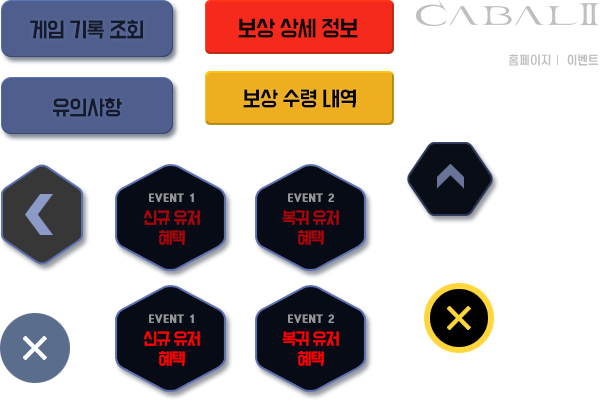 게임 기록 조회
보상 상세 정보
CABAL II
홈페이지 | 이벤트
유의사항
보상 수령 내역
EVENT 1
신규 유저
혜택
EVENT 2
복귀 유저
혜택
EVENT 1
신규 유저
혜택
EVENT 2
복귀 유저
혜택